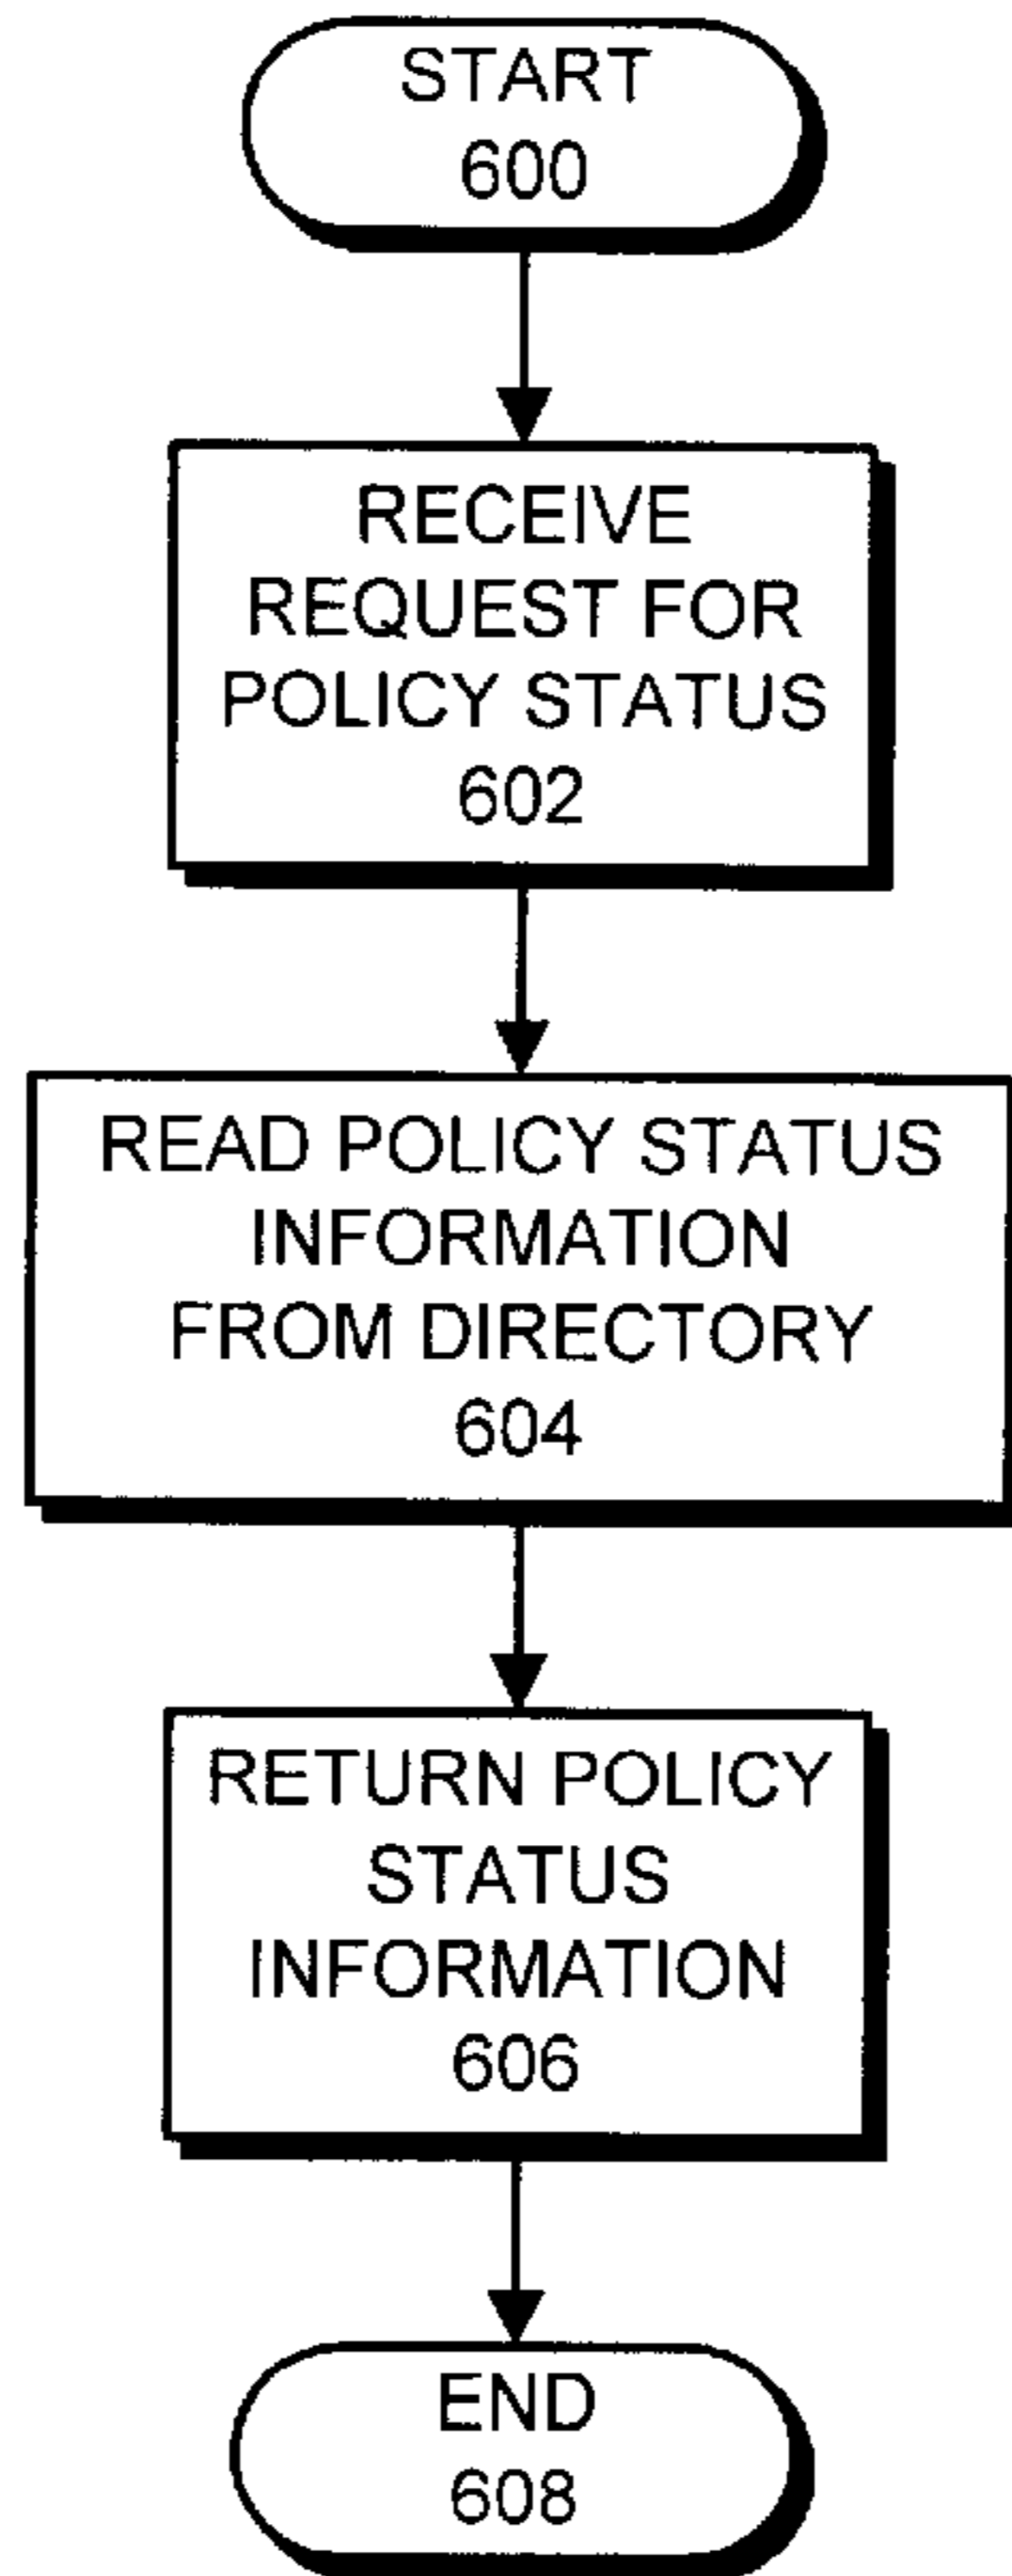 START
600
RECEIVE
REQUEST FOR
POLICY STATUS
602
READ POLICY STATUS
INFORMATION
FROM DIRECTORY
604
RETURN POLICY
STATUS
INFORMATION
606
END
608